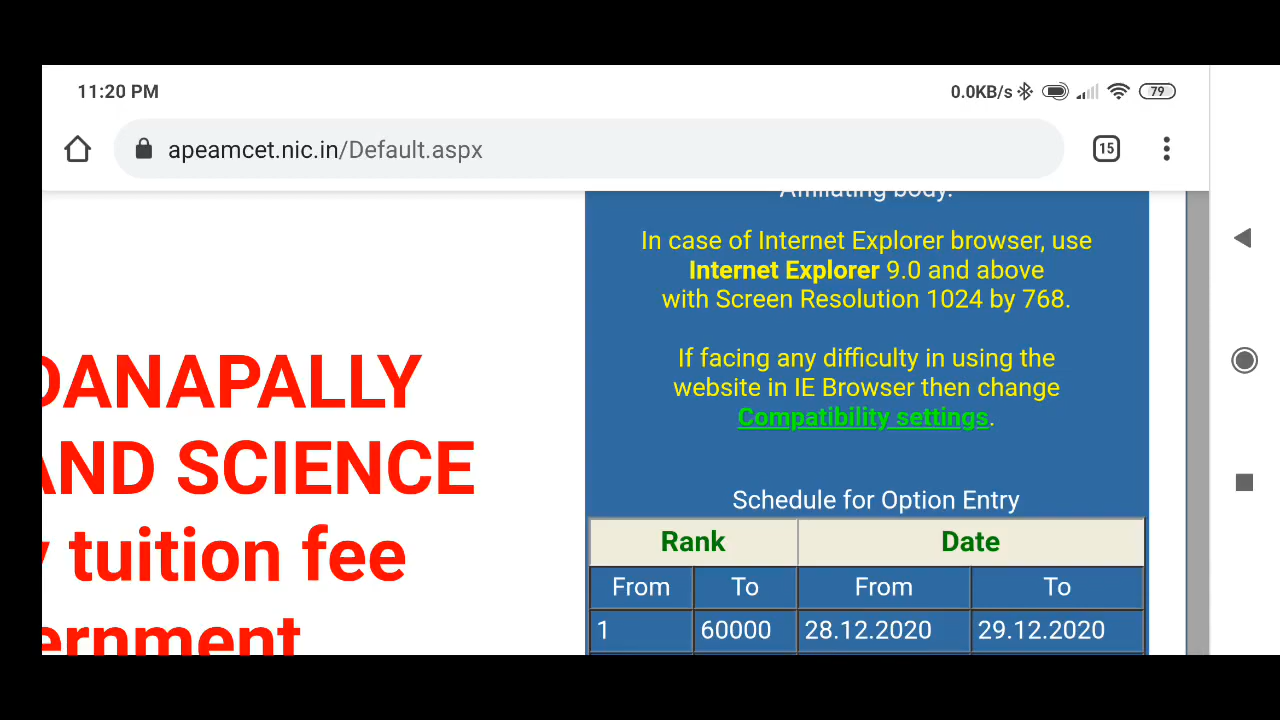 11:20 PM
0.0KB/s
79
apeamcet.nic.in/Default.aspx
15
Affiliating body.
In case of Internet Explorer browser, use
Internet Explorer 9.0 and above
with Screen Resolution 1024 by 768.
If facing any difficulty in using the
website in IE Browser then change
Compatibility settings.
DANAPALLY
AND SCIENCE
y tuition fee
ernment
Schedule for Option Entry
Rank Date
From To From To
1 60000 28.12.2020 29.12.2020